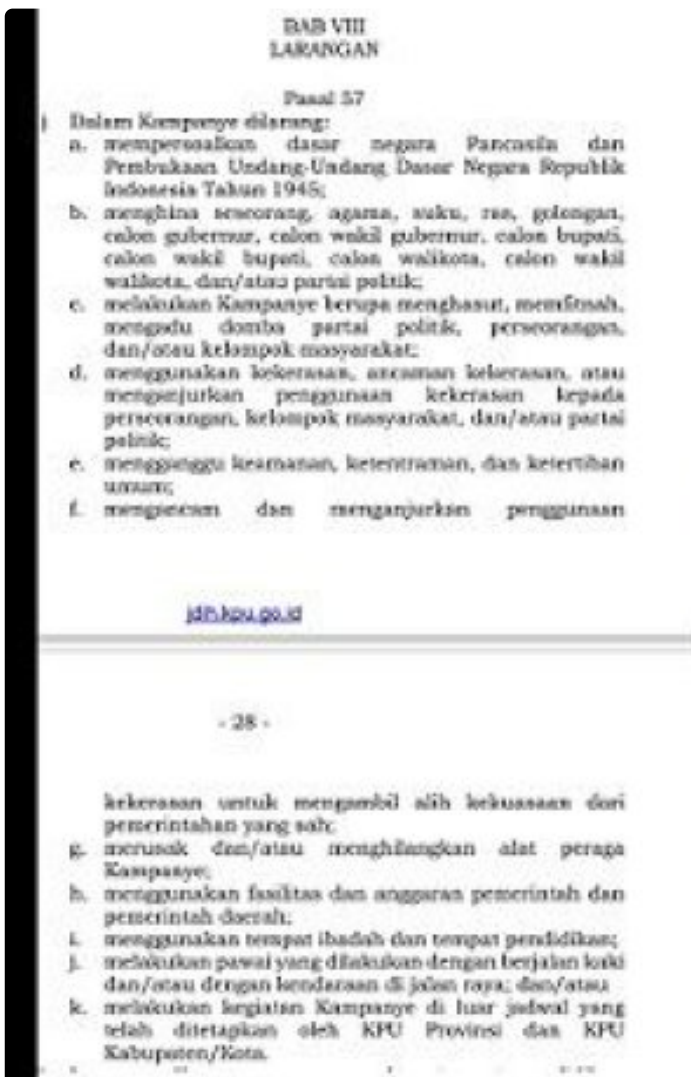 BAB VIII
LARANGAN
Pasal 57
) Dalam Kampanye dilarang:
a. mempersoalkan dasar negara Pancasila dan
Pembukaan Undang-Undang Dasar Negara Republik
Indonesia Tahun 1945;
b. menghina seseorang, agama, suku, ras, golongan,
calon gubernur, calon wakil gubernur, calon bupati,
calon wakil bupati, calon walikota, calon wakil
walikota, dan/atau partai politik;
c. melakukan Kampanye berupa menghasut, memfitnah,
mengadu domba partai politik, perseorangan,
dan/atau kelompok masyarakat;
d. menggunakan kekerasan, ancaman kekerasan, atau
menganjurkan penggunaan kekerasan kepada
perseorangan, kelompok masyarakat, dan/atau partai
politik;
e. mengganggu keamanan, ketentraman, dan ketertiban
umum;
f. mengancam dan menganjurkan penggunaan
jdih.kpu.go.id
- 28 -
kekerasan untuk mengambil alih kekuasaan dari
pemerintahan yang sah;
g. merusak dan/atau menghilangkan alat peraga
Kampanye;
h. menggunakan fasilitas dan anggaran pemerintah dan
pemerintah daerah;
i. menggunakan tempat ibadah dan tempat pendidikan;
j. melakukan pawai yang dilakukan dengan berjalan kaki
dan/atau dengan kendaraan di jalan raya; dan/atau
k. melakukan kegiatan Kampanye di luar jadwal yang
telah ditetapkan oleh KPU Provinsi dan KPU
Kabupaten/Kota.